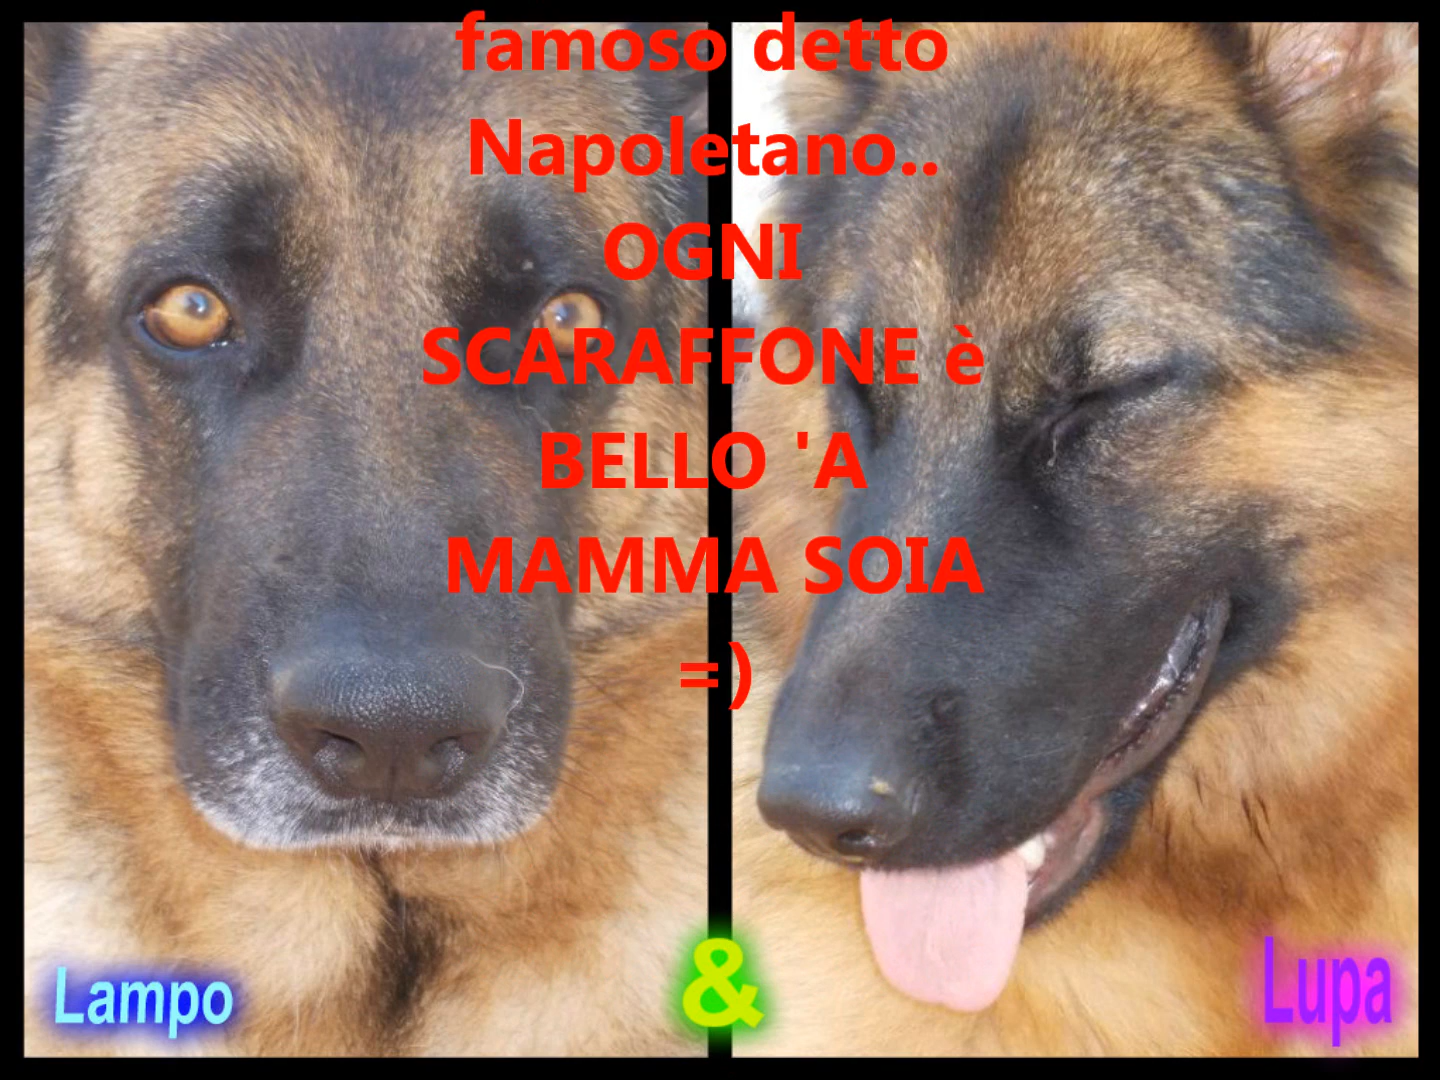 famoso detto
Napoletano..
OGNI
SCARAFFONE è
BELLO 'A
MAMMA SOIA
=)
Lampo
&
Lupa